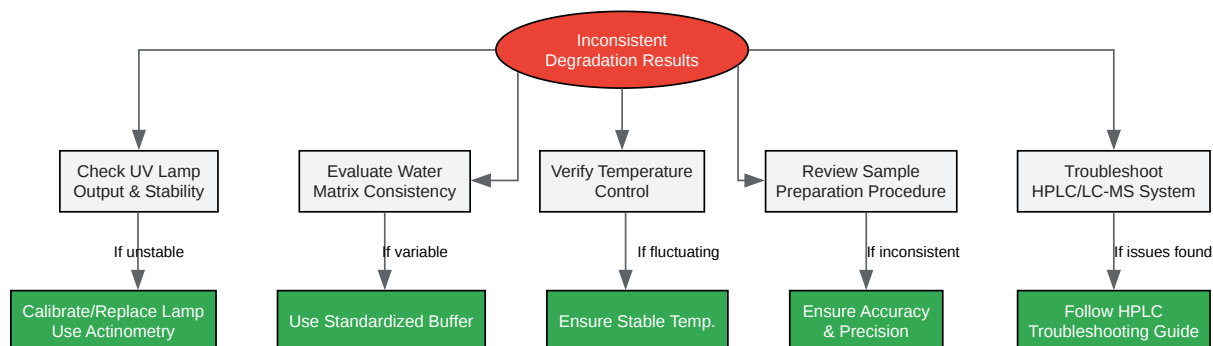 Inconsistent
Degradation Results
Check UV Lamp
Output & Stability
Evaluate Water
Matrix Consistency
Verify Temperature
Control
Review Sample
Preparation Procedure
Troubleshoot
HPLC/LC-MS System
If unstable
If variable
If fluctuating
If inconsistent
If issues found
Calibrate/Replace Lamp
Use Actinometry
Use Standardized Buffer
Ensure Stable Temp.
Ensure Accuracy
& Precision
Follow HPLC
Troubleshooting Guide